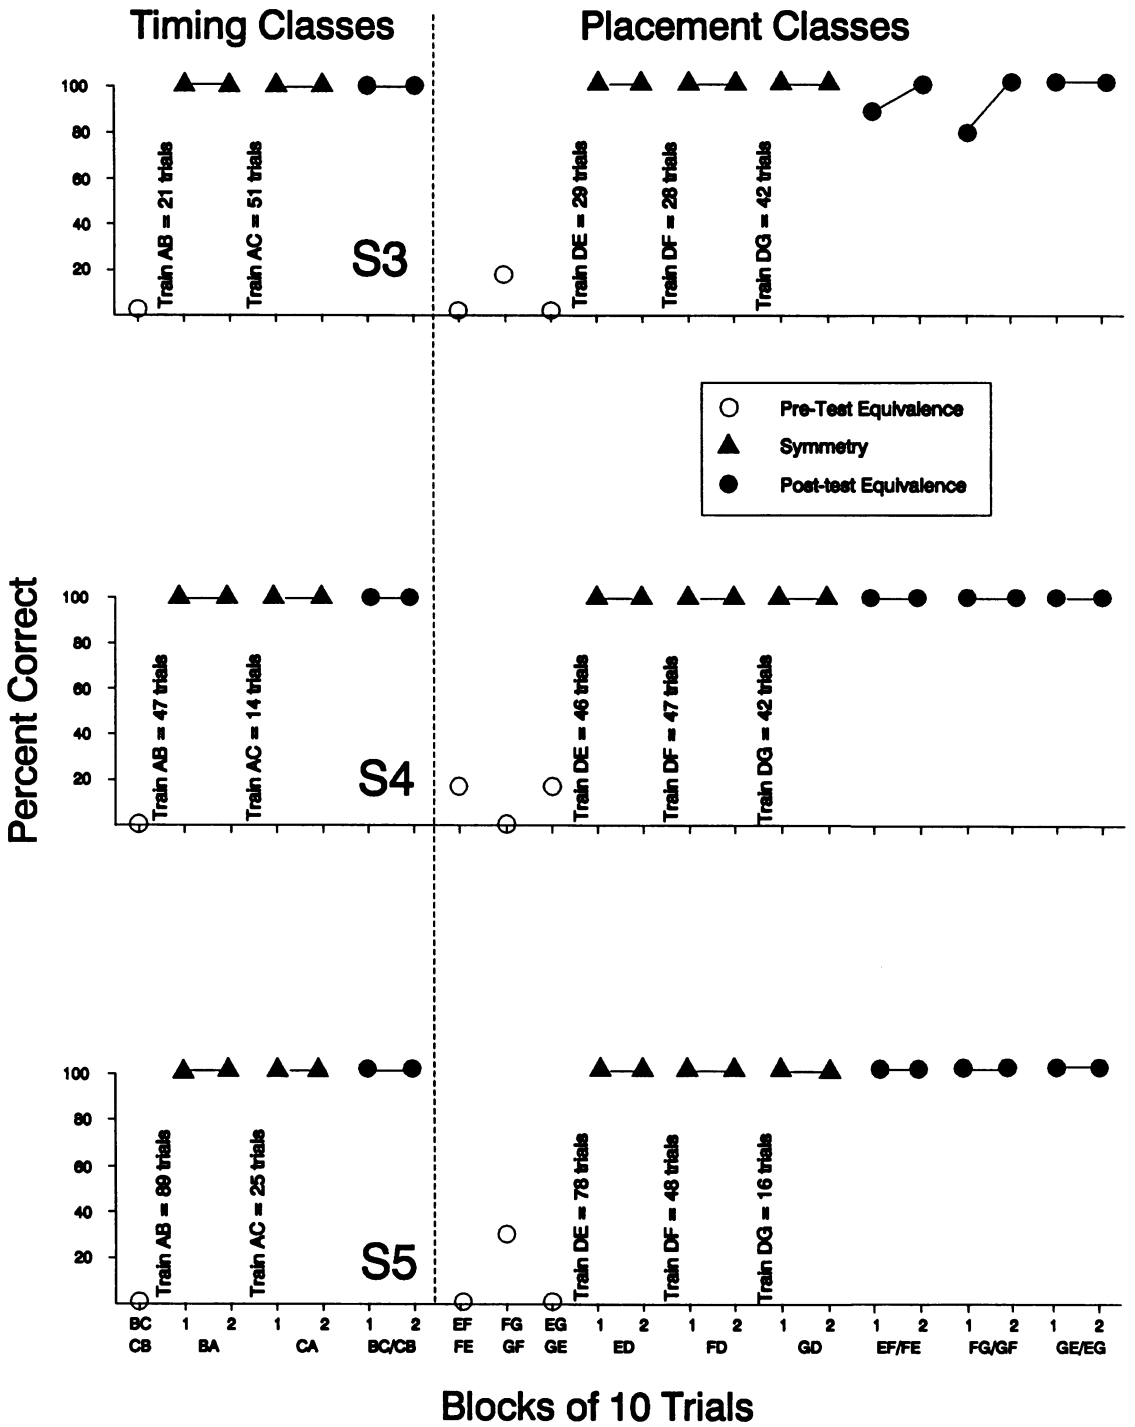 Timing Classes
Placement Classes
100
80
60
40
20
Train AB = 21 trials
Train AC = 51 trials
S3
Train DE = 29 trials
Train DF = 28 trials
Train DG = 42 trials
Pre-Test Equivalence
Symmetry
Post-test Equivalence
Percent Correct
100
80
60
40
20
Train AB = 47 trials
Train AC = 14 trials
S4
Train DE = 46 trials
Train DF = 47 trials
Train DG = 42 trials
100
80
60
40
20
Train AB = 89 trials
Train AC = 25 trials
S5
Train DE = 78 trials
Train DF = 48 trials
Train DG = 16 trials
BC 1 2 1 2 1 2 EF FG EG 1 2 1 2 1 2 1 2 1 2 1 2
CB BA CA BC/CB FE GF GE ED FD GD EF/FE FG/GF GE/EG
Blocks of 10 Trials